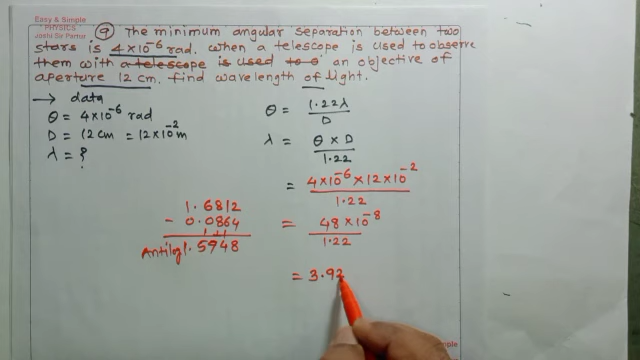 Easy & Simple
PHYSICS
Joshi Sir Parner
9) The minimum angular separation between two
stars is 4×10⁻⁶ rad. when a telescope is used to observe
them with a telescope is used to o an objective of
aperture 12 cm. find wavelength of light.
→ data
θ = 4×10⁻⁶ rad
D = 12 cm = 12×10⁻² m
λ = ?
θ = 1.22λ / D
λ = θ × D / 1.22
= 4×10⁻⁶ × 12 × 10⁻² / 1.22
= 48 × 10⁻⁸ / 1.22
1.6812
- 0.0864
Antilog 1.5948
= 3.93